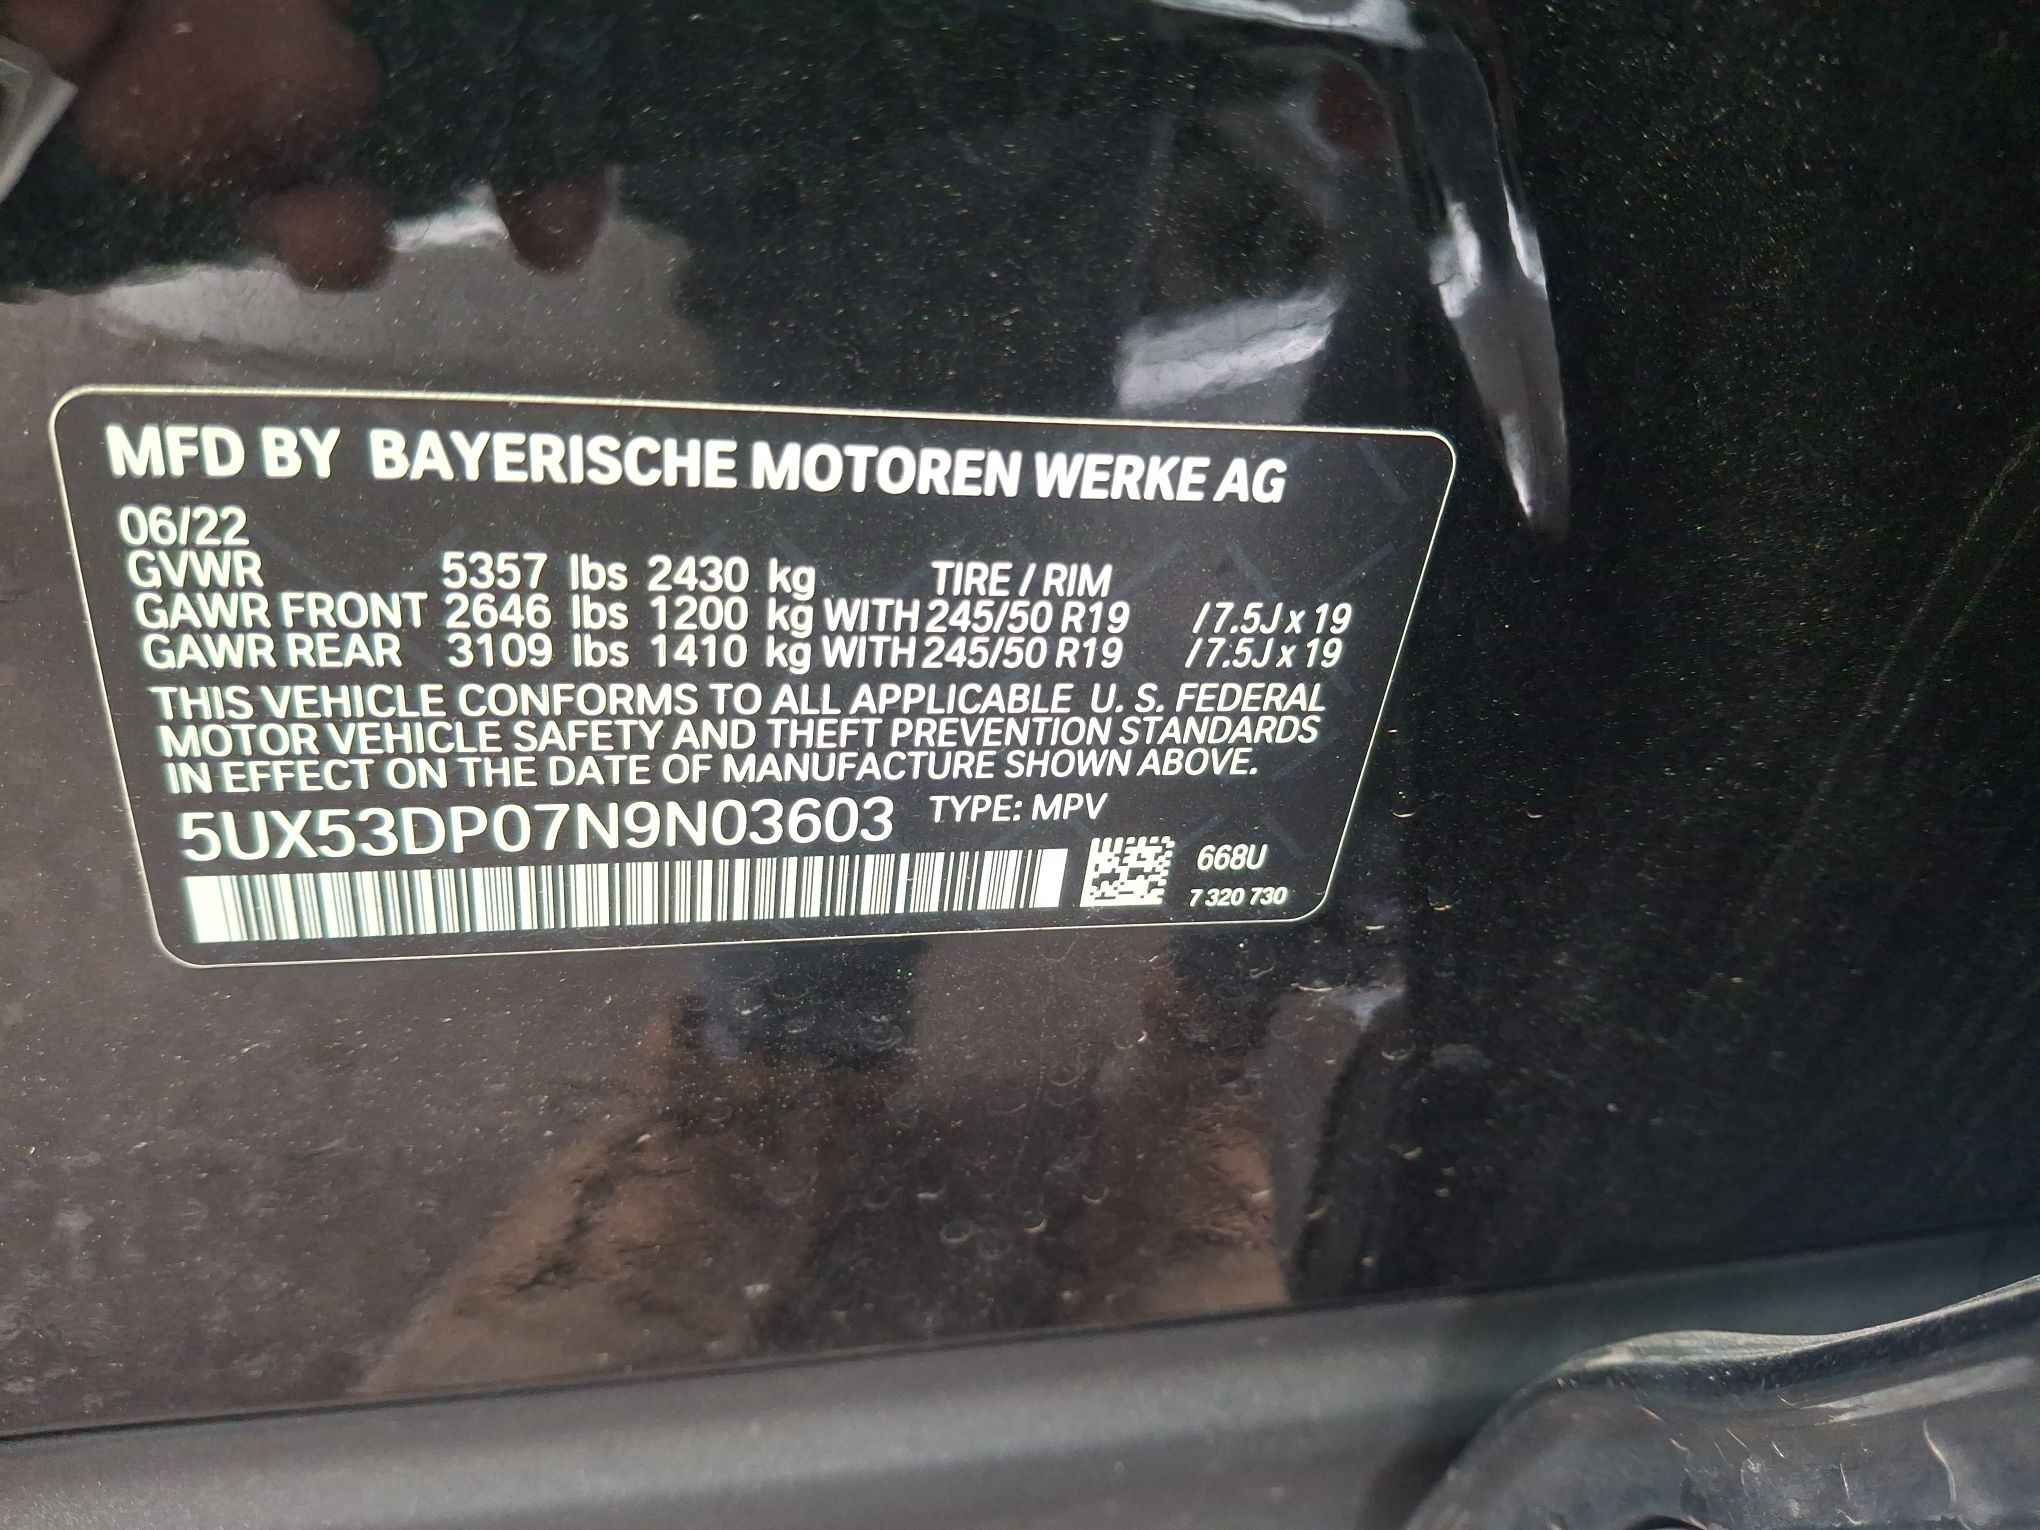 MFD BY BAYERISCHE MOTOREN WERKE AG
06/22
GVWR 5357 lbs 2430 kg TIRE / RIM
GAWR FRONT 2646 lbs 1200 kg WITH 245/50 R19 / 7.5J x 19
GAWR REAR 3109 lbs 1410 kg WITH 245/50 R19 / 7.5J x 19
THIS VEHICLE CONFORMS TO ALL APPLICABLE U. S. FEDERAL
MOTOR VEHICLE SAFETY AND THEFT PREVENTION STANDARDS
IN EFFECT ON THE DATE OF MANUFACTURE SHOWN ABOVE.
5UX53DP07N9N03603 TYPE: MPV
668U
7 320 730